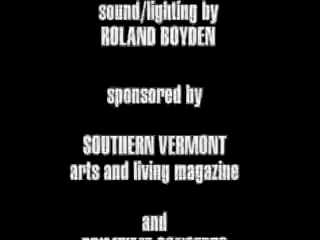 sound/lighting by
ROLAND BOYDEN
sponsored by
SOUTHERN VERMONT
arts and living magazine
and